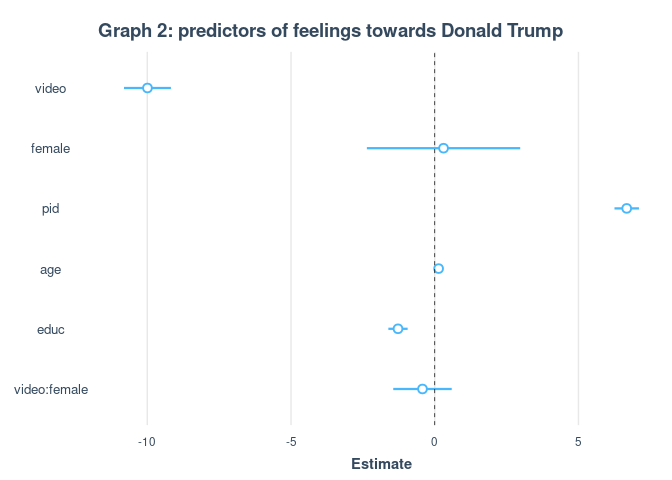 Graph 2: predictors of feelings towards Donald Trump
video
female
pid
age
educ
video:female
-10 -5 0 5
Estimate